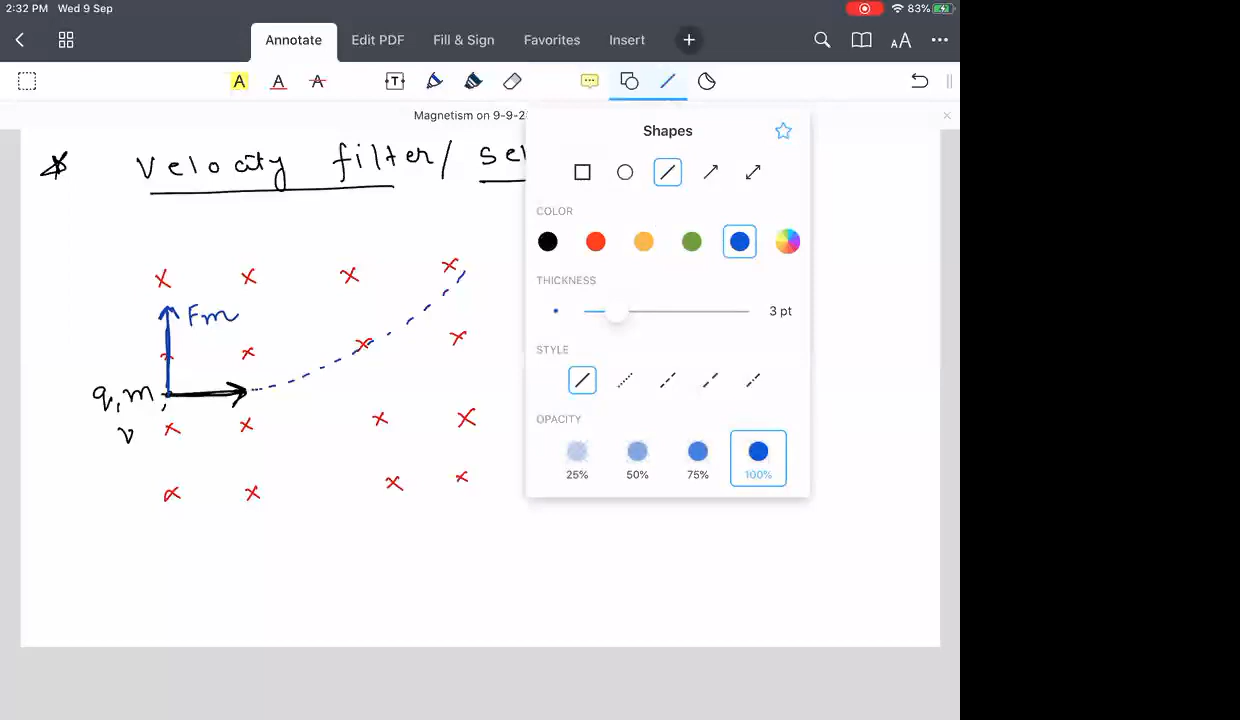 2:32 PM Wed 9 Sep 83%
Annotate Edit PDF Fill & Sign Favorites Insert
A A A T AA
Magnetism on 9-9-2
Shapes
Velocity filter/ se
COLOR
THICKNESS
3 pt
Fm
STYLE
q, m,
v
OPACITY
25% 50% 75% 100%